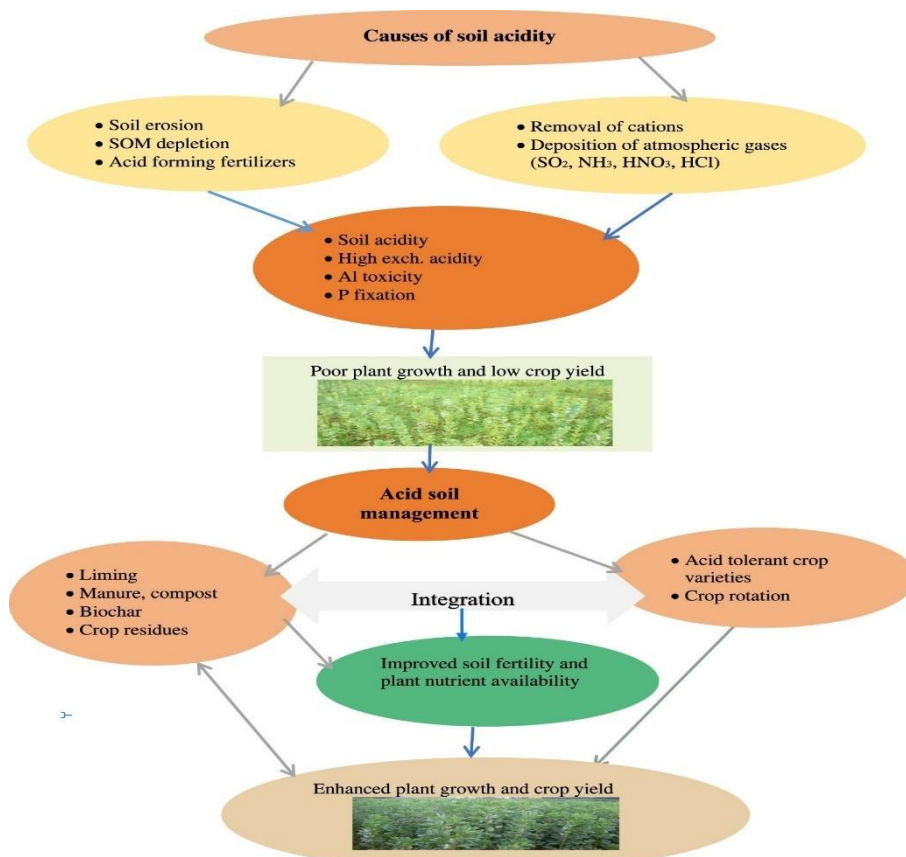 Causes of soil acidity
• Soil erosion
• SOM depletion
• Acid forming fertilizers
• Removal of cations
• Deposition of atmospheric gases
(SO₂, NH₃, HNO₃, HCl)
• Soil acidity
• High exch. acidity
• Al toxicity
• P fixation
Poor plant growth and low crop yield
Acid soil
management
• Liming
• Manure, compost
• Biochar
• Crop residues
Integration
• Acid tolerant crop
varieties
• Crop rotation
Improved soil fertility and
plant nutrient availability
Enhanced plant growth and crop yield